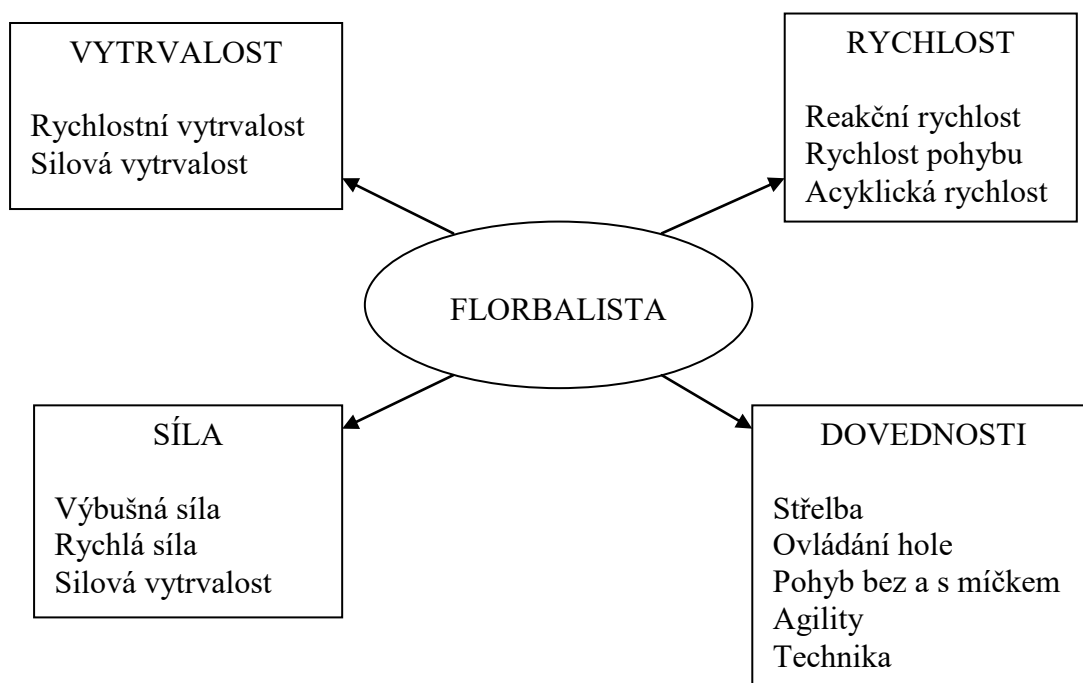 VYTRVALOST
Rychlostní vytrvalost
Silová vytrvalost
RYCHLOST
Reakční rychlost
Rychlost pohybu
Acyklická rychlost
FLORBALISTA
SÍLA
Výbušná síla
Rychlá síla
Silová vytrvalost
DOVEDNOSTI
Střelba
Ovládání hole
Pohyb bez a s míčkem
Agility
Technika